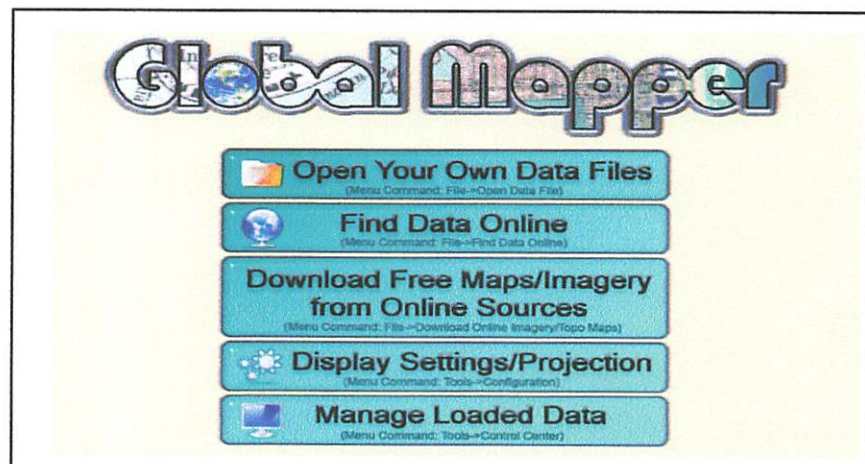 Global Mapper
Open Your Own Data Files
(Menu Command: File->Open Data File)
Find Data Online
(Menu Command: File->Find Data Online)
Download Free Maps/Imagery
from Online Sources
(Menu Command: File->Download Online Imagery/Topo Maps)
Display Settings/Projection
(Menu Command: Tools->Configuration)
Manage Loaded Data
(Menu Command: Tools->Control Center)